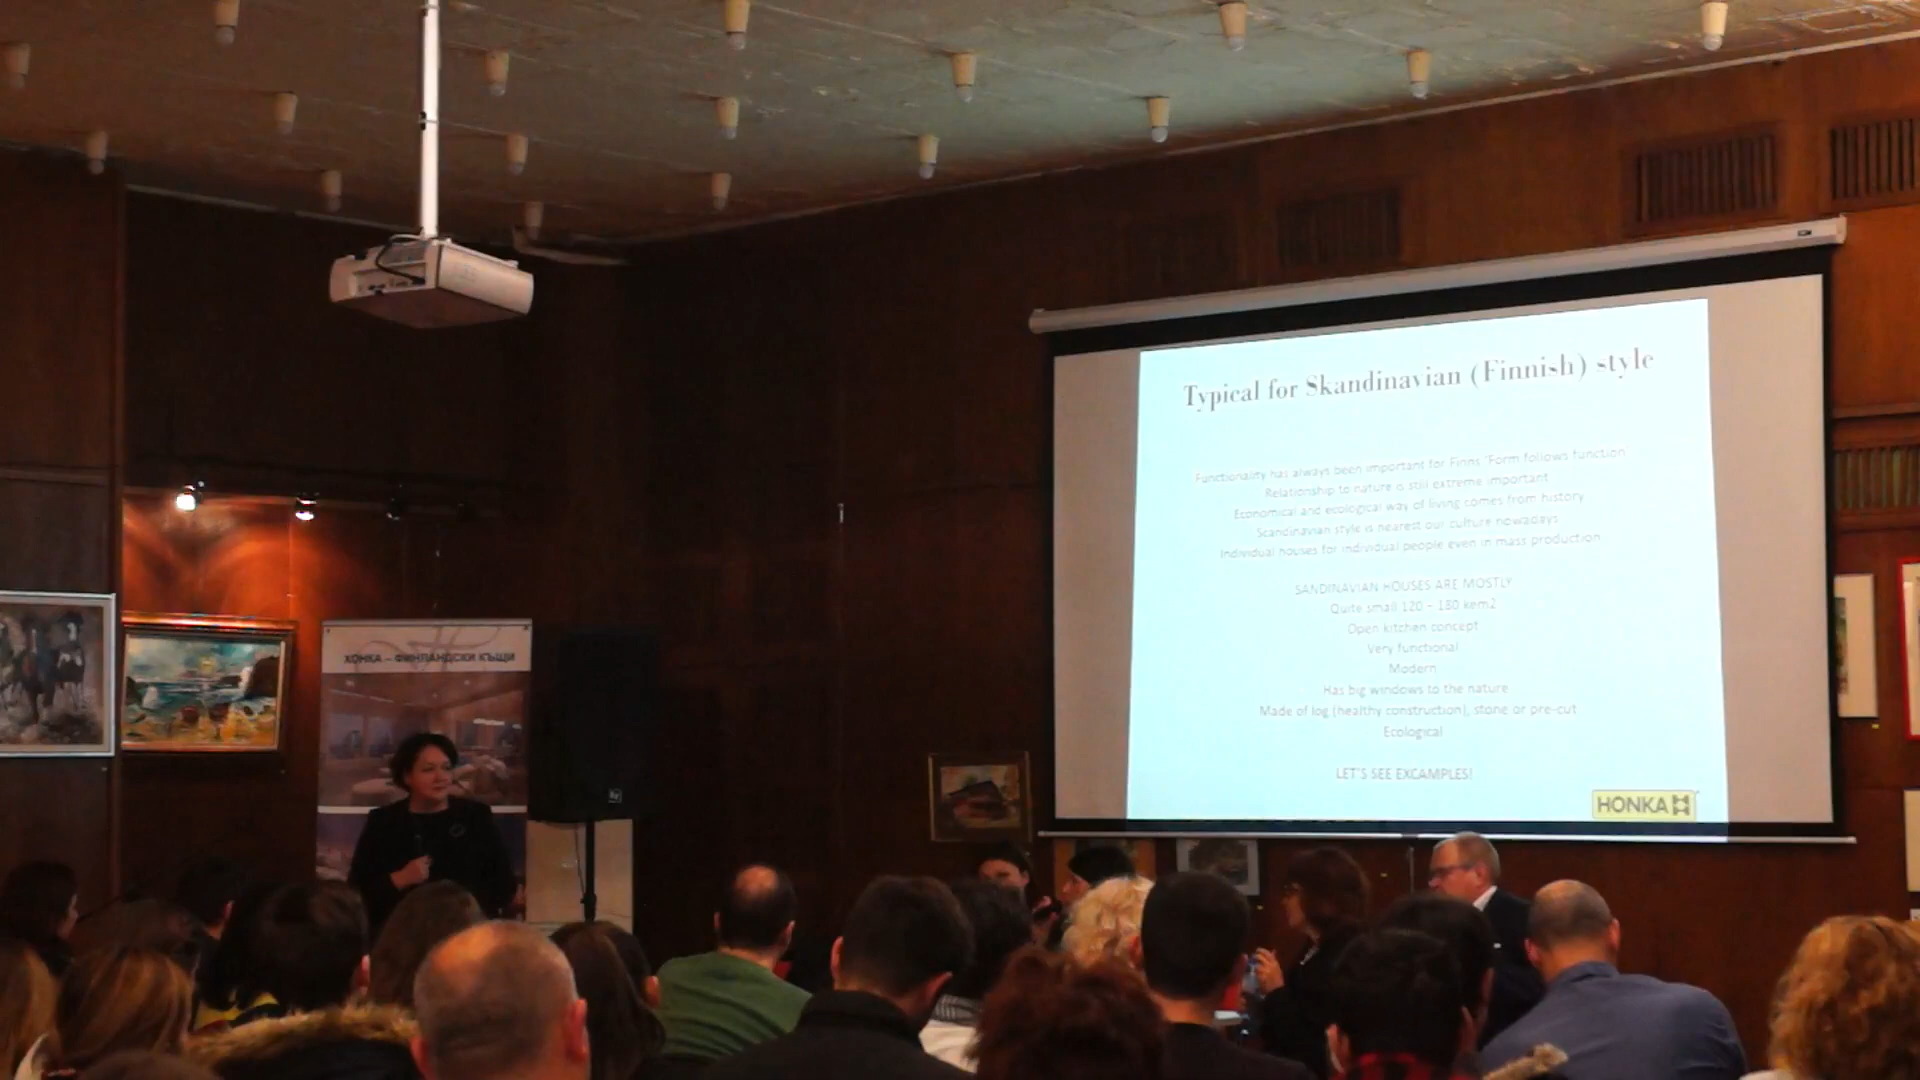 Typical for Skandinavian (Finnish) style
Functionality has always been important for Finns "Form follows function
Relationship to nature is still extreme important
Economical and ecological way of living comes from history
Scandinavian style is nearest our culture nowadays
Individual houses for individual people even in mass production
SANDINAVIAN HOUSES ARE MOSTLY
Quite small 120 - 180 kem2
Open kitchen concept
Very functional
Modern
Has big windows to the nature
Made of log (healthy construction), stone or pre-cut
Ecological
LET'S SEE EXCAMPLES!
HONKA
ХОНКА – ФИНЛАНДСКИ КЪЩИ